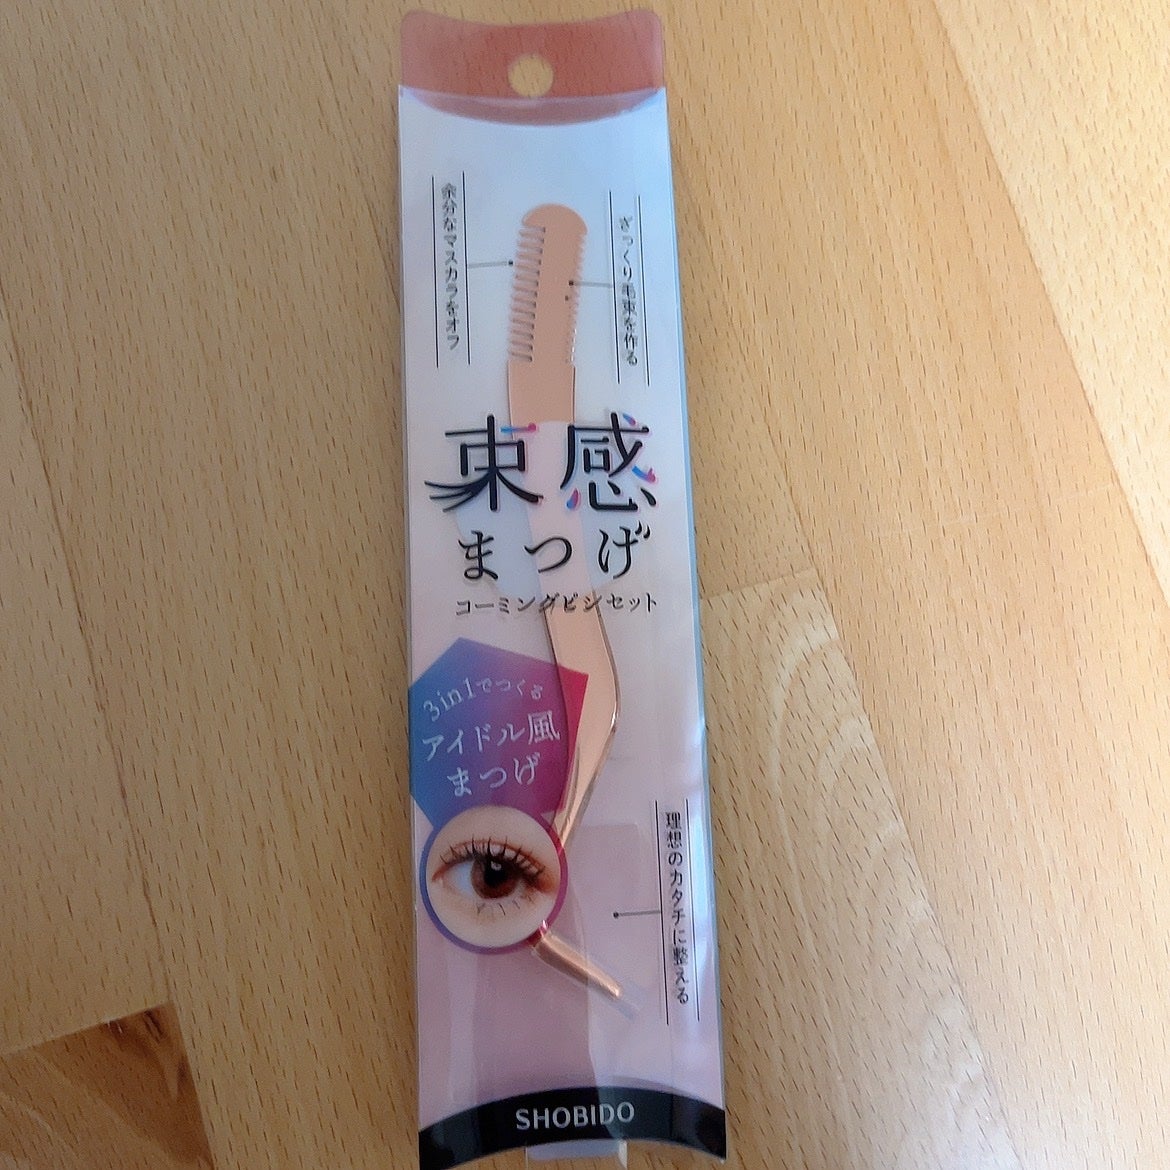 余分なマスカラをオフ
ざっくり毛束を作る
束感
まつげ
コーミングピンセット
3in1でつくる
アイドル風
まつげ
理想のカタチに整える
SHOBIDO